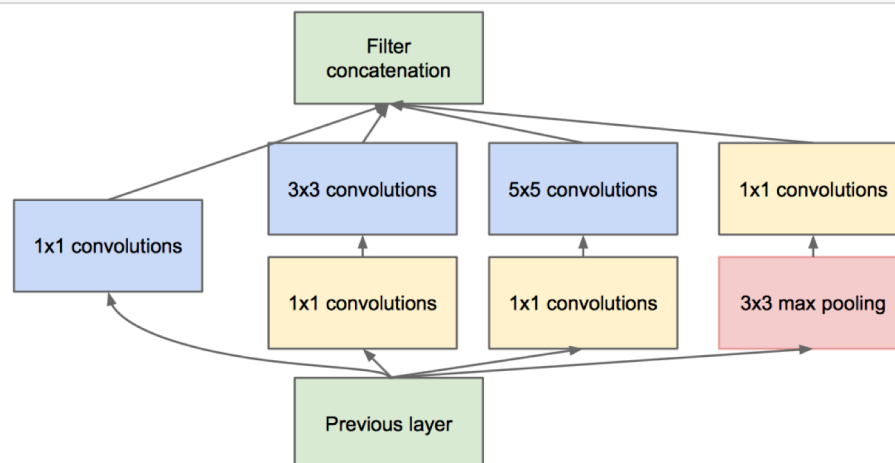 Filter
concatenation
3x3 convolutions
5x5 convolutions
1x1 convolutions
1x1 convolutions
1x1 convolutions
1x1 convolutions
3x3 max pooling
Previous layer